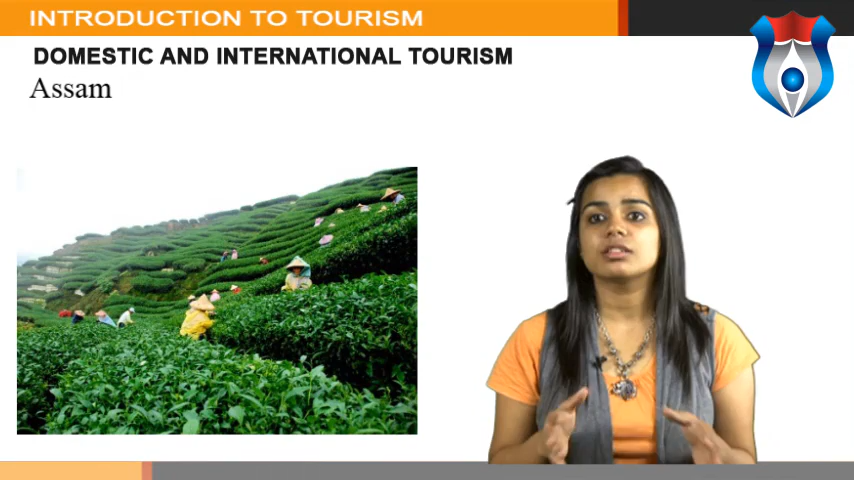 INTRODUCTION TO TOURISM
DOMESTIC AND INTERNATIONAL TOURISM
Assam